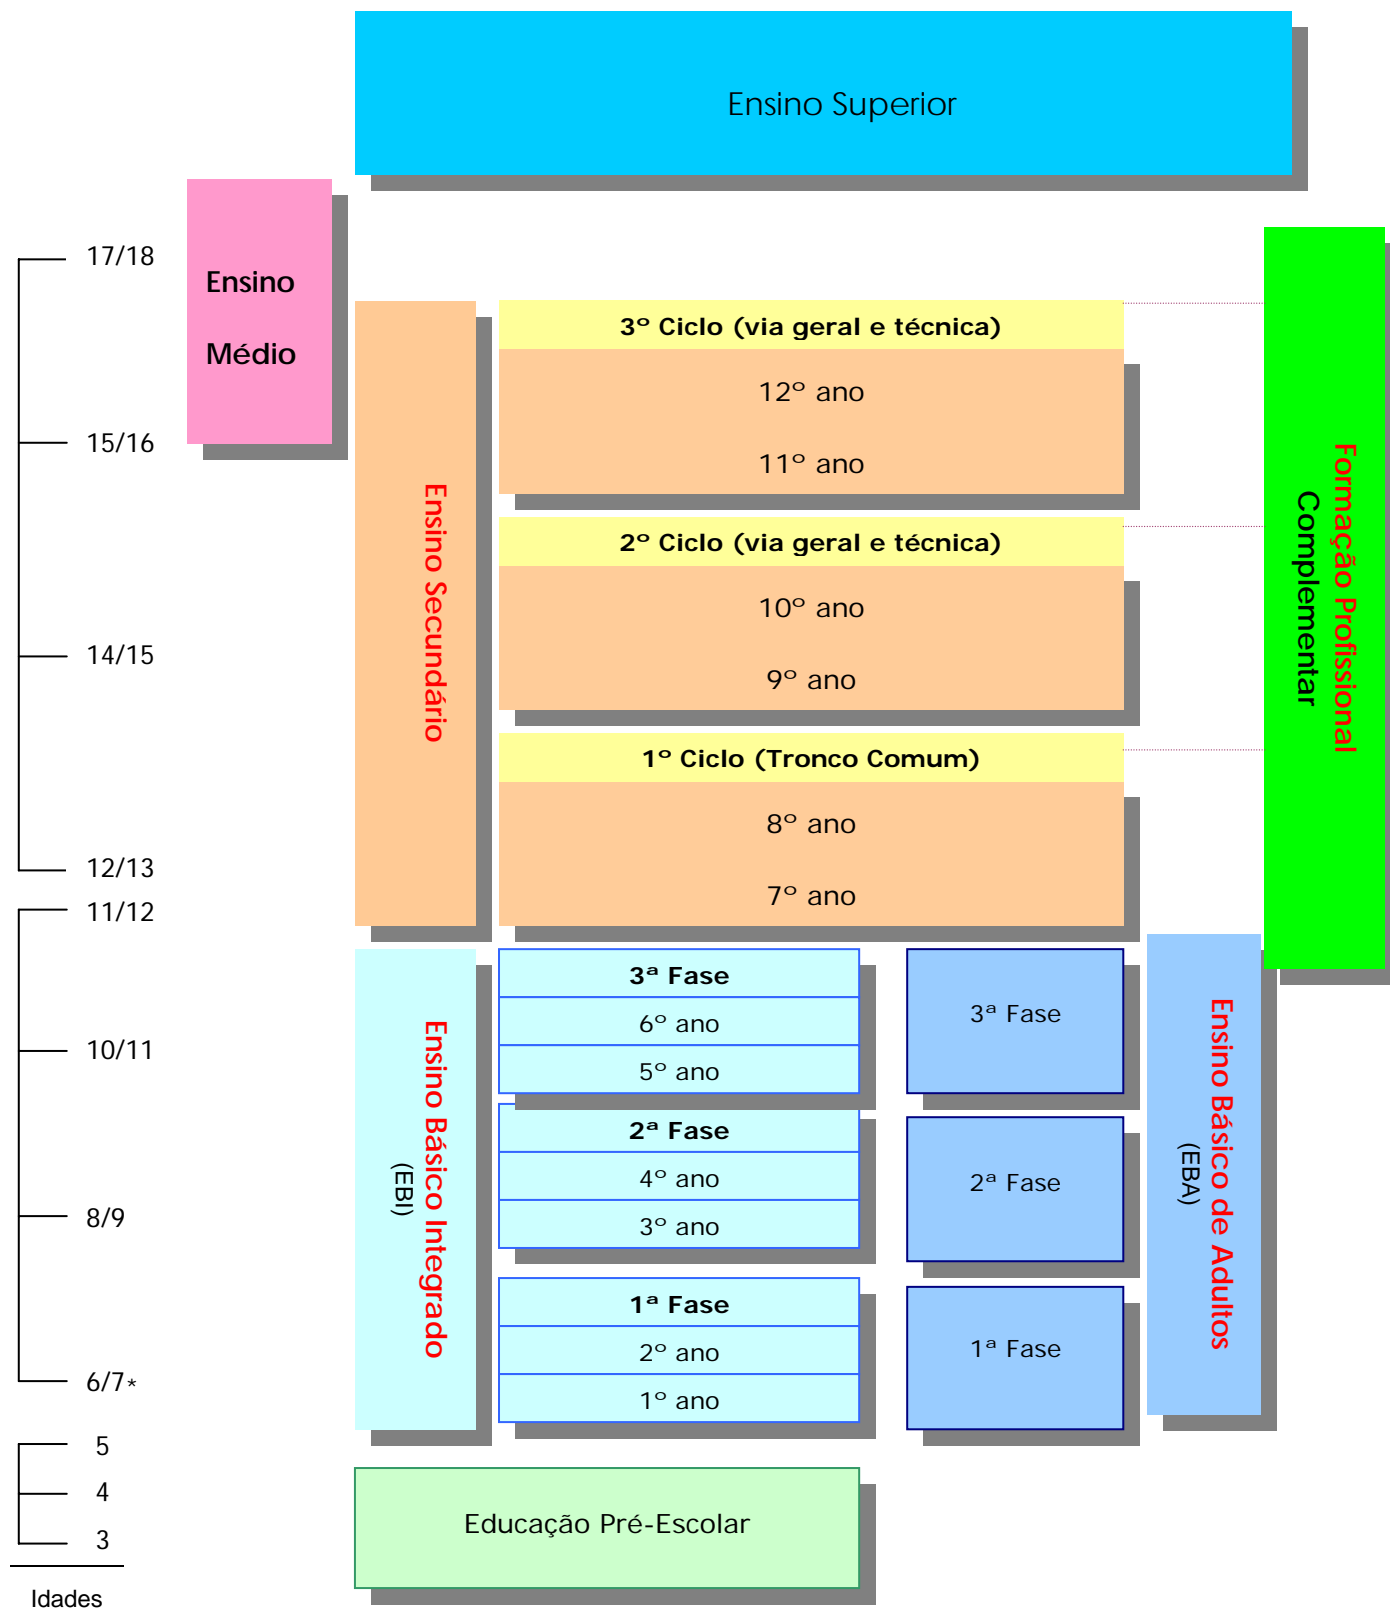 Ensino Superior
17/18
Ensino
Médio
3º Ciclo (via geral e técnica)
12º ano
15/16
11º ano
Ensino Secundário
Formação Profissional
Complementar
2º Ciclo (via geral e técnica)
10º ano
14/15
9º ano
1º Ciclo (Tronco Comum)
8º ano
12/13
7º ano
11/12
3ª Fase
6º ano
5º ano
3ª Fase
10/11
Ensino Básico Integrado
(EBI)
2ª Fase
4º ano
3º ano
2ª Fase
Ensino Básico de Adultos
(EBA)
8/9
1ª Fase
2º ano
1º ano
1ª Fase
6/7*
5
4
3
Educação Pré-Escolar
Idades